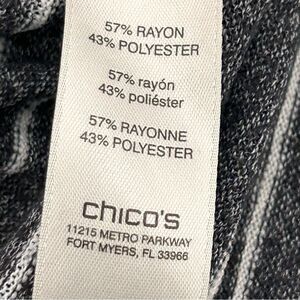 57% RAYON
43% POLYESTER
57% rayón
43% poliéster
57% RAYONNE
43% POLYESTER
chico's
11215 METRO PARKWAY
FORT MYERS, FL 33966